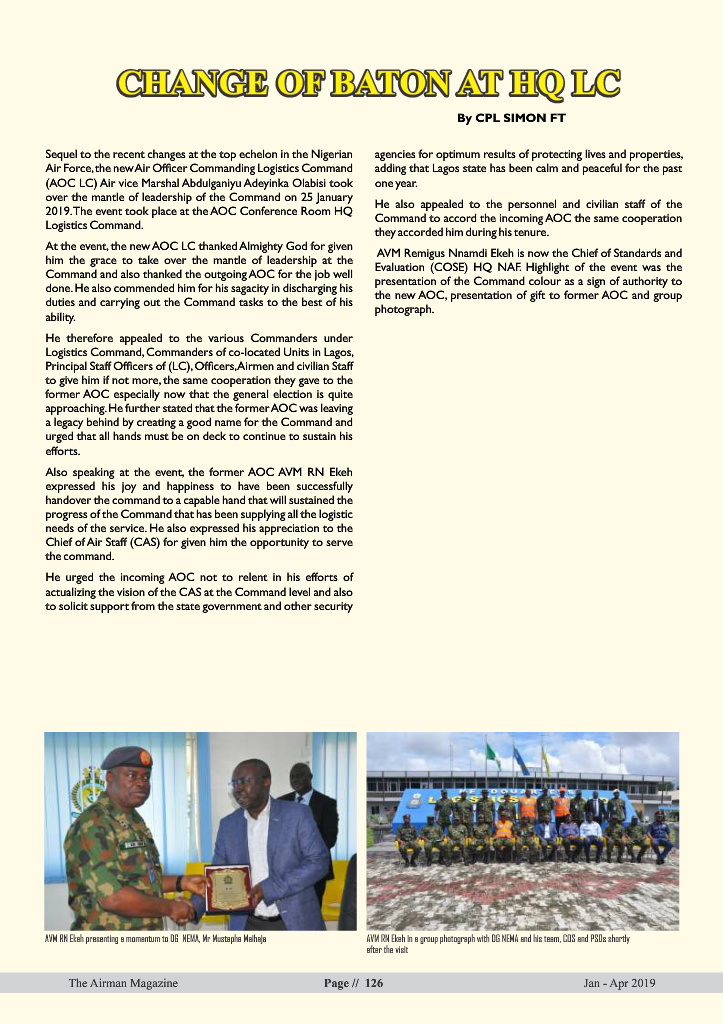 CHANGE OF BATON AT HQ LC
By CPL SIMON FT
Sequel to the recent changes at the top echelon in the Nigerian
Air Force, the new Air Officer Commanding Logistics Command
(AOC LC) Air vice Marshal Abdulganiyu Adeyinka Olabisi took
over the mantle of leadership of the Command on 25 January
2019. The event took place at the AOC Conference Room HQ
Logistics Command.
At the event, the new AOC LC thanked Almighty God for given
him the grace to take over the mantle of leadership at the
Command and also thanked the outgoing AOC for the job well
done. He also commended him for his sagacity in discharging his
duties and carrying out the Command tasks to the best of his
ability.
He therefore appealed to the various Commanders under
Logistics Command, Commanders of co-located Units in Lagos,
Principal Staff Officers of (LC), Officers, Airmen and civilian Staff
to give him if not more, the same cooperation they gave to the
former AOC especially now that the general election is quite
approaching. He further stated that the former AOC was leaving
a legacy behind by creating a good name for the Command and
urged that all hands must be on deck to continue to sustain his
efforts.
Also speaking at the event, the former AOC AVM RN Ekeh
expressed his joy and happiness to have been successfully
handover the command to a capable hand that will sustained the
progress of the Command that has been supplying all the logistic
needs of the service. He also expressed his appreciation to the
Chief of Air Staff (CAS) for given him the opportunity to serve
the command.
He urged the incoming AOC not to relent in his efforts of
actualizing the vision of the CAS at the Command level and also
to solicit support from the state government and other security
agencies for optimum results of protecting lives and properties,
adding that Lagos state has been calm and peaceful for the past
one year.
He also appealed to the personnel and civilian staff of the
Command to accord the incoming AOC the same cooperation
they accorded him during his tenure.
AVM Remigus Nnamdi Ekeh is now the Chief of Standards and
Evaluation (COSE) HQ NAF. Highlight of the event was the
presentation of the Command colour as a sign of authority to
the new AOC, presentation of gift to former AOC and group
photograph.
AVM RN Ekeh presenting a momentum to DG NEMA, Mr Mustapha Maihaja
AVM RN Ekeh in a group photograph with DG NEMA and his team, COS and PSOs shortly
after the visit
The Airman Magazine
Page // 126
Jan - Apr 2019